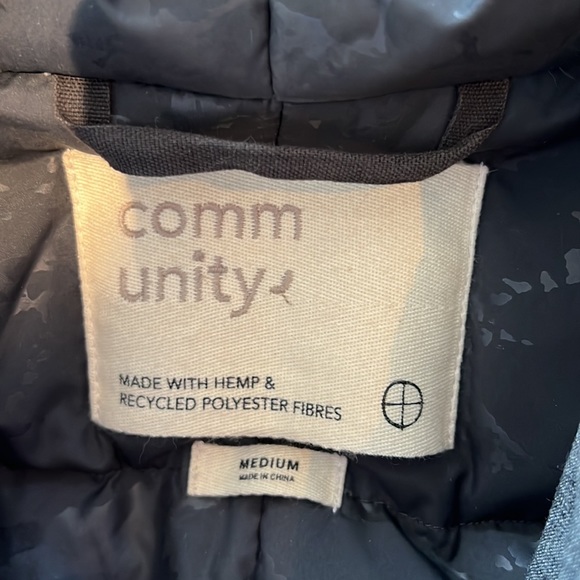 comm
unity
MADE WITH HEMP &
RECYCLED POLYESTER FIBRES
MEDIUM
MADE IN CHINA